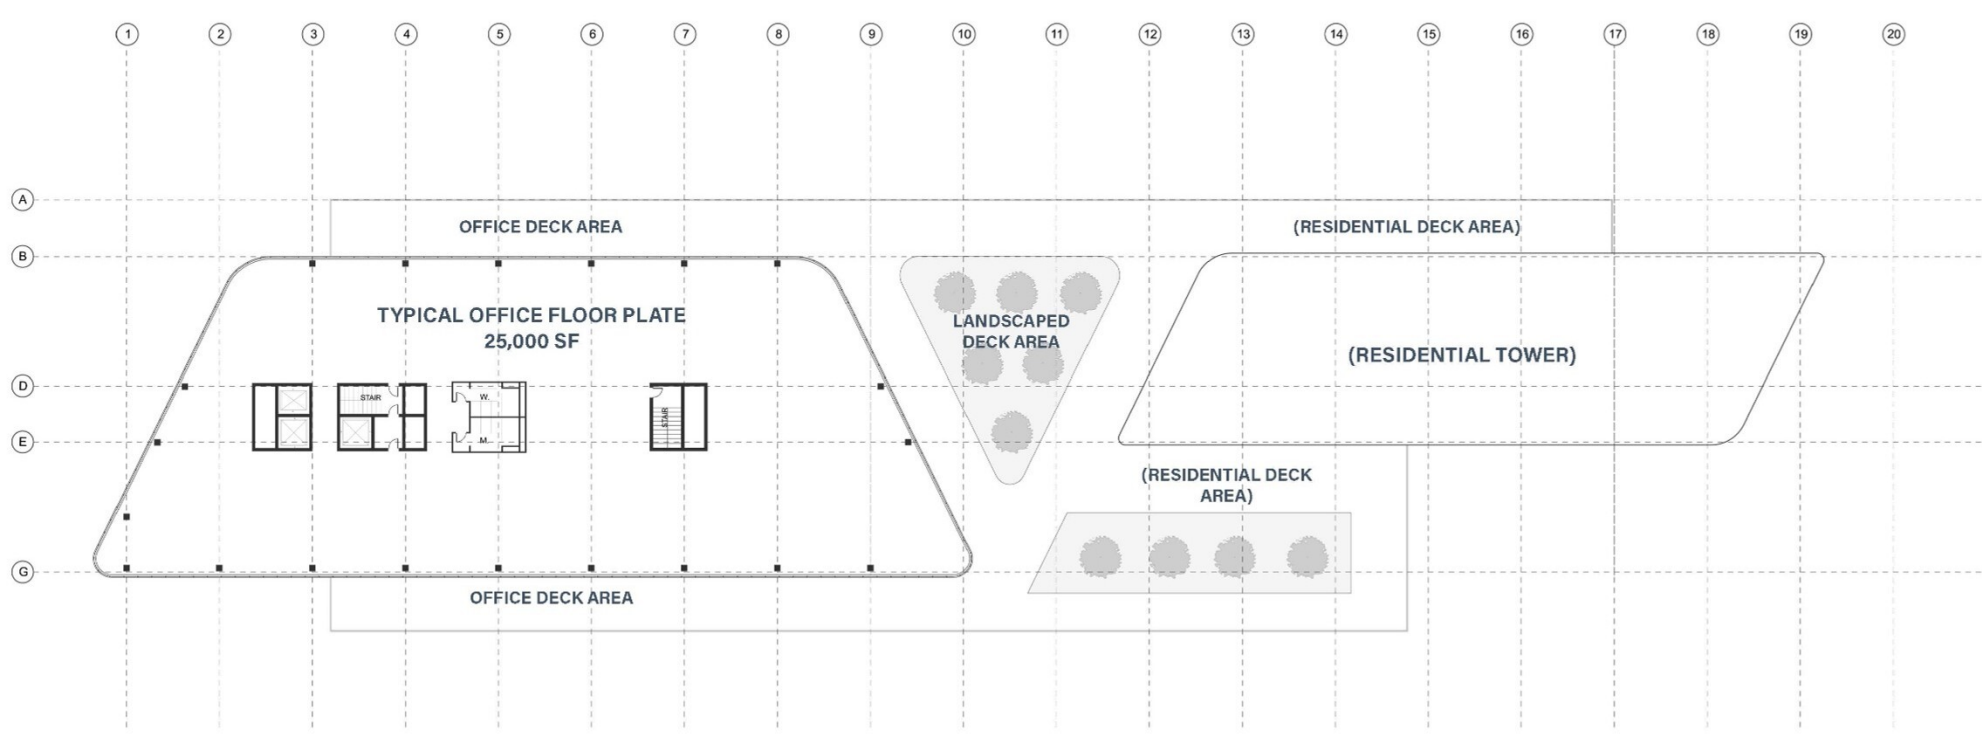 1 2 3 4 5 6 7 8 9 10 11 12 13 14 15 16 17 18 19 20
A
OFFICE DECK AREA (RESIDENTIAL DECK AREA)
B
TYPICAL OFFICE FLOOR PLATE
25,000 SF
LANDSCAPED
DECK AREA
(RESIDENTIAL TOWER)
D
STAIR W.
STAIR
E
M
(RESIDENTIAL DECK
AREA)
G
OFFICE DECK AREA